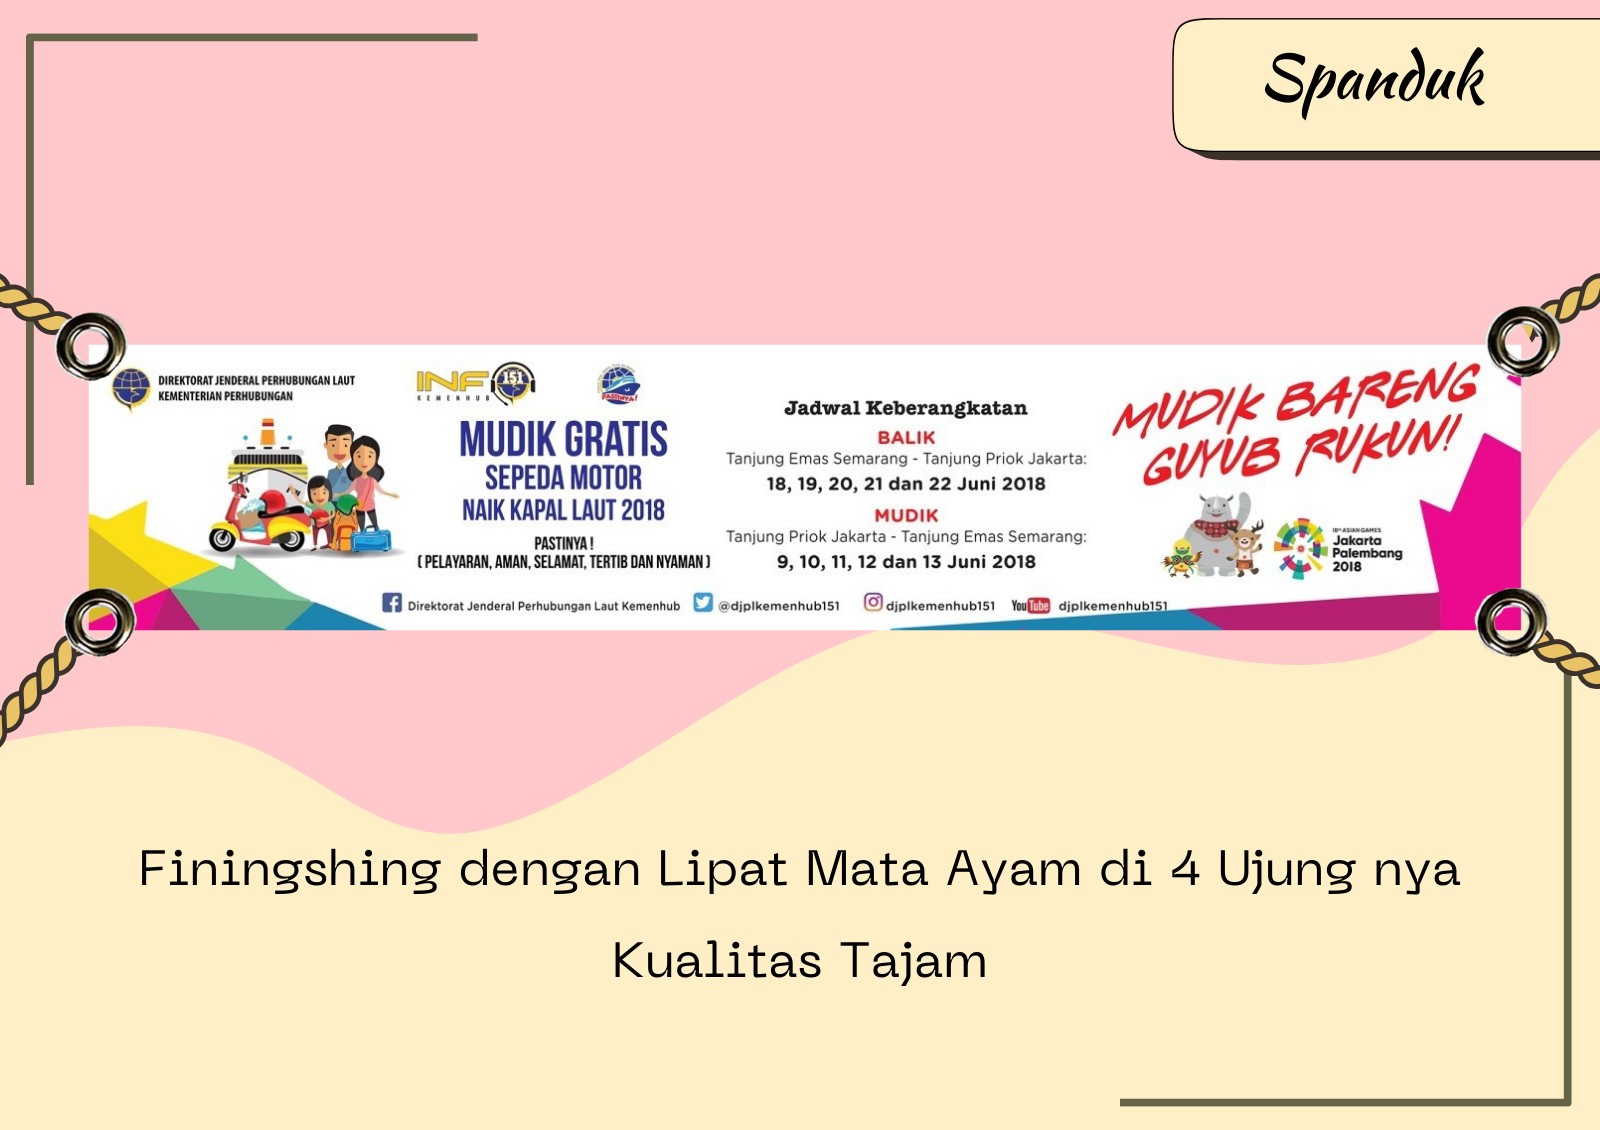 Spanduk
DIREKTORAT JENDERAL PERHUBUNGAN LAUT
KEMENTERIAN PERHUBUNGAN
INFO 151
KEMENHUB
PASTINYA!
MUDIK GRATIS
SEPEDA MOTOR
NAIK KAPAL LAUT 2018
PASTINYA !
( PELAYARAN, AMAN, SELAMAT, TERTIB DAN NYAMAN )
Jadwal Keberangkatan
BALIK
Tanjung Emas Semarang - Tanjung Priok Jakarta:
18, 19, 20, 21 dan 22 Juni 2018
MUDIK
Tanjung Priok Jakarta - Tanjung Emas Semarang:
9, 10, 11, 12 dan 13 Juni 2018
MUDIK BARENG
GUYUB RUKUN!
18th ASIAN GAMES
Jakarta
Palembang
2018
Direktorat Jenderal Perhubungan Laut Kemenhub @djplkemenhub151 djplkemenhub151 YouTube djplkemenhub151
Finingshing dengan Lipat Mata Ayam di 4 Ujung nya
Kualitas Tajam